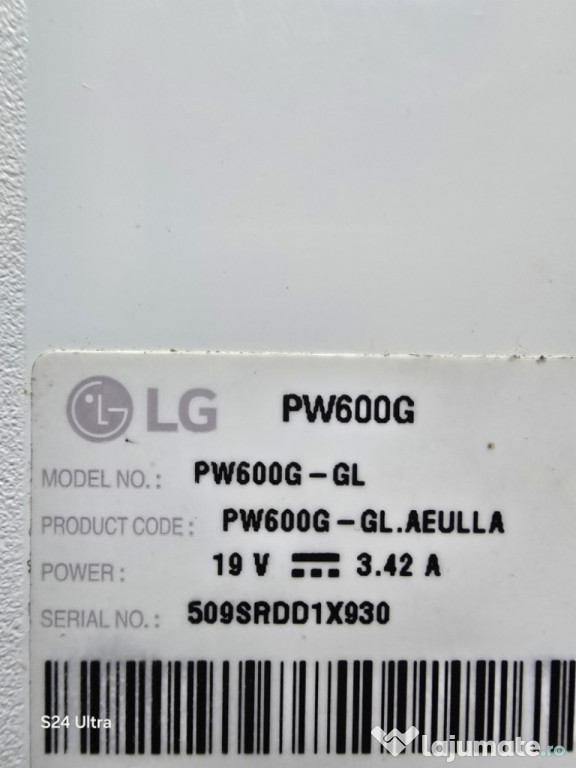 LG PW600G
MODEL NO.: PW600G-GL
PRODUCT CODE: PW600G-GL.AEULLA
POWER: 19 V 3.42 A
SERIAL NO.: 509SRDD1X930
S24 Ultra
lajumate.ro